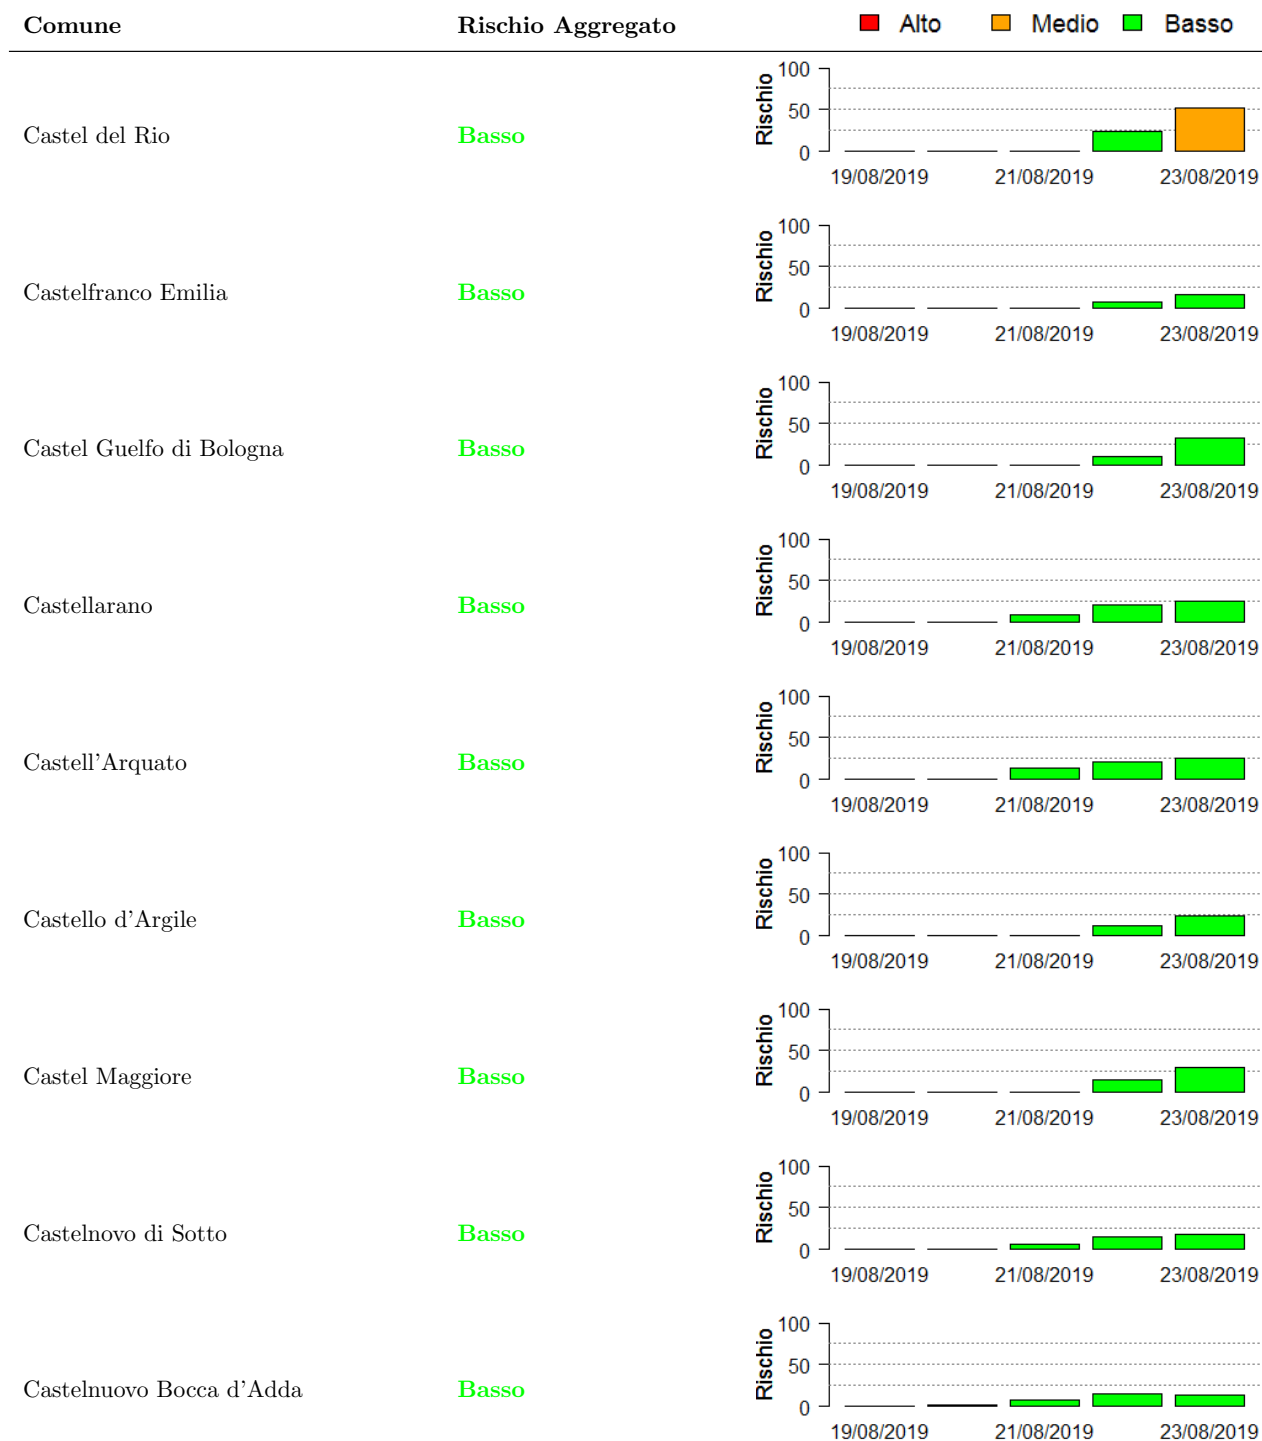 Comune Rischio Aggregato Alto Medio Basso
100
50
0
Rischio
Castel del Rio Basso
19/08/2019 21/08/2019 23/08/2019
100
50
0
Rischio
Castelfranco Emilia Basso
19/08/2019 21/08/2019 23/08/2019
100
50
0
Rischio
Castel Guelfo di Bologna Basso
19/08/2019 21/08/2019 23/08/2019
100
50
0
Rischio
Castellarano Basso
19/08/2019 21/08/2019 23/08/2019
100
50
0
Rischio
Castell'Arquato Basso
19/08/2019 21/08/2019 23/08/2019
100
50
0
Rischio
Castello d'Argile Basso
19/08/2019 21/08/2019 23/08/2019
100
50
0
Rischio
Castel Maggiore Basso
19/08/2019 21/08/2019 23/08/2019
100
50
0
Rischio
Castelnovo di Sotto Basso
19/08/2019 21/08/2019 23/08/2019
100
50
0
Rischio
Castelnuovo Bocca d'Adda Basso
19/08/2019 21/08/2019 23/08/2019